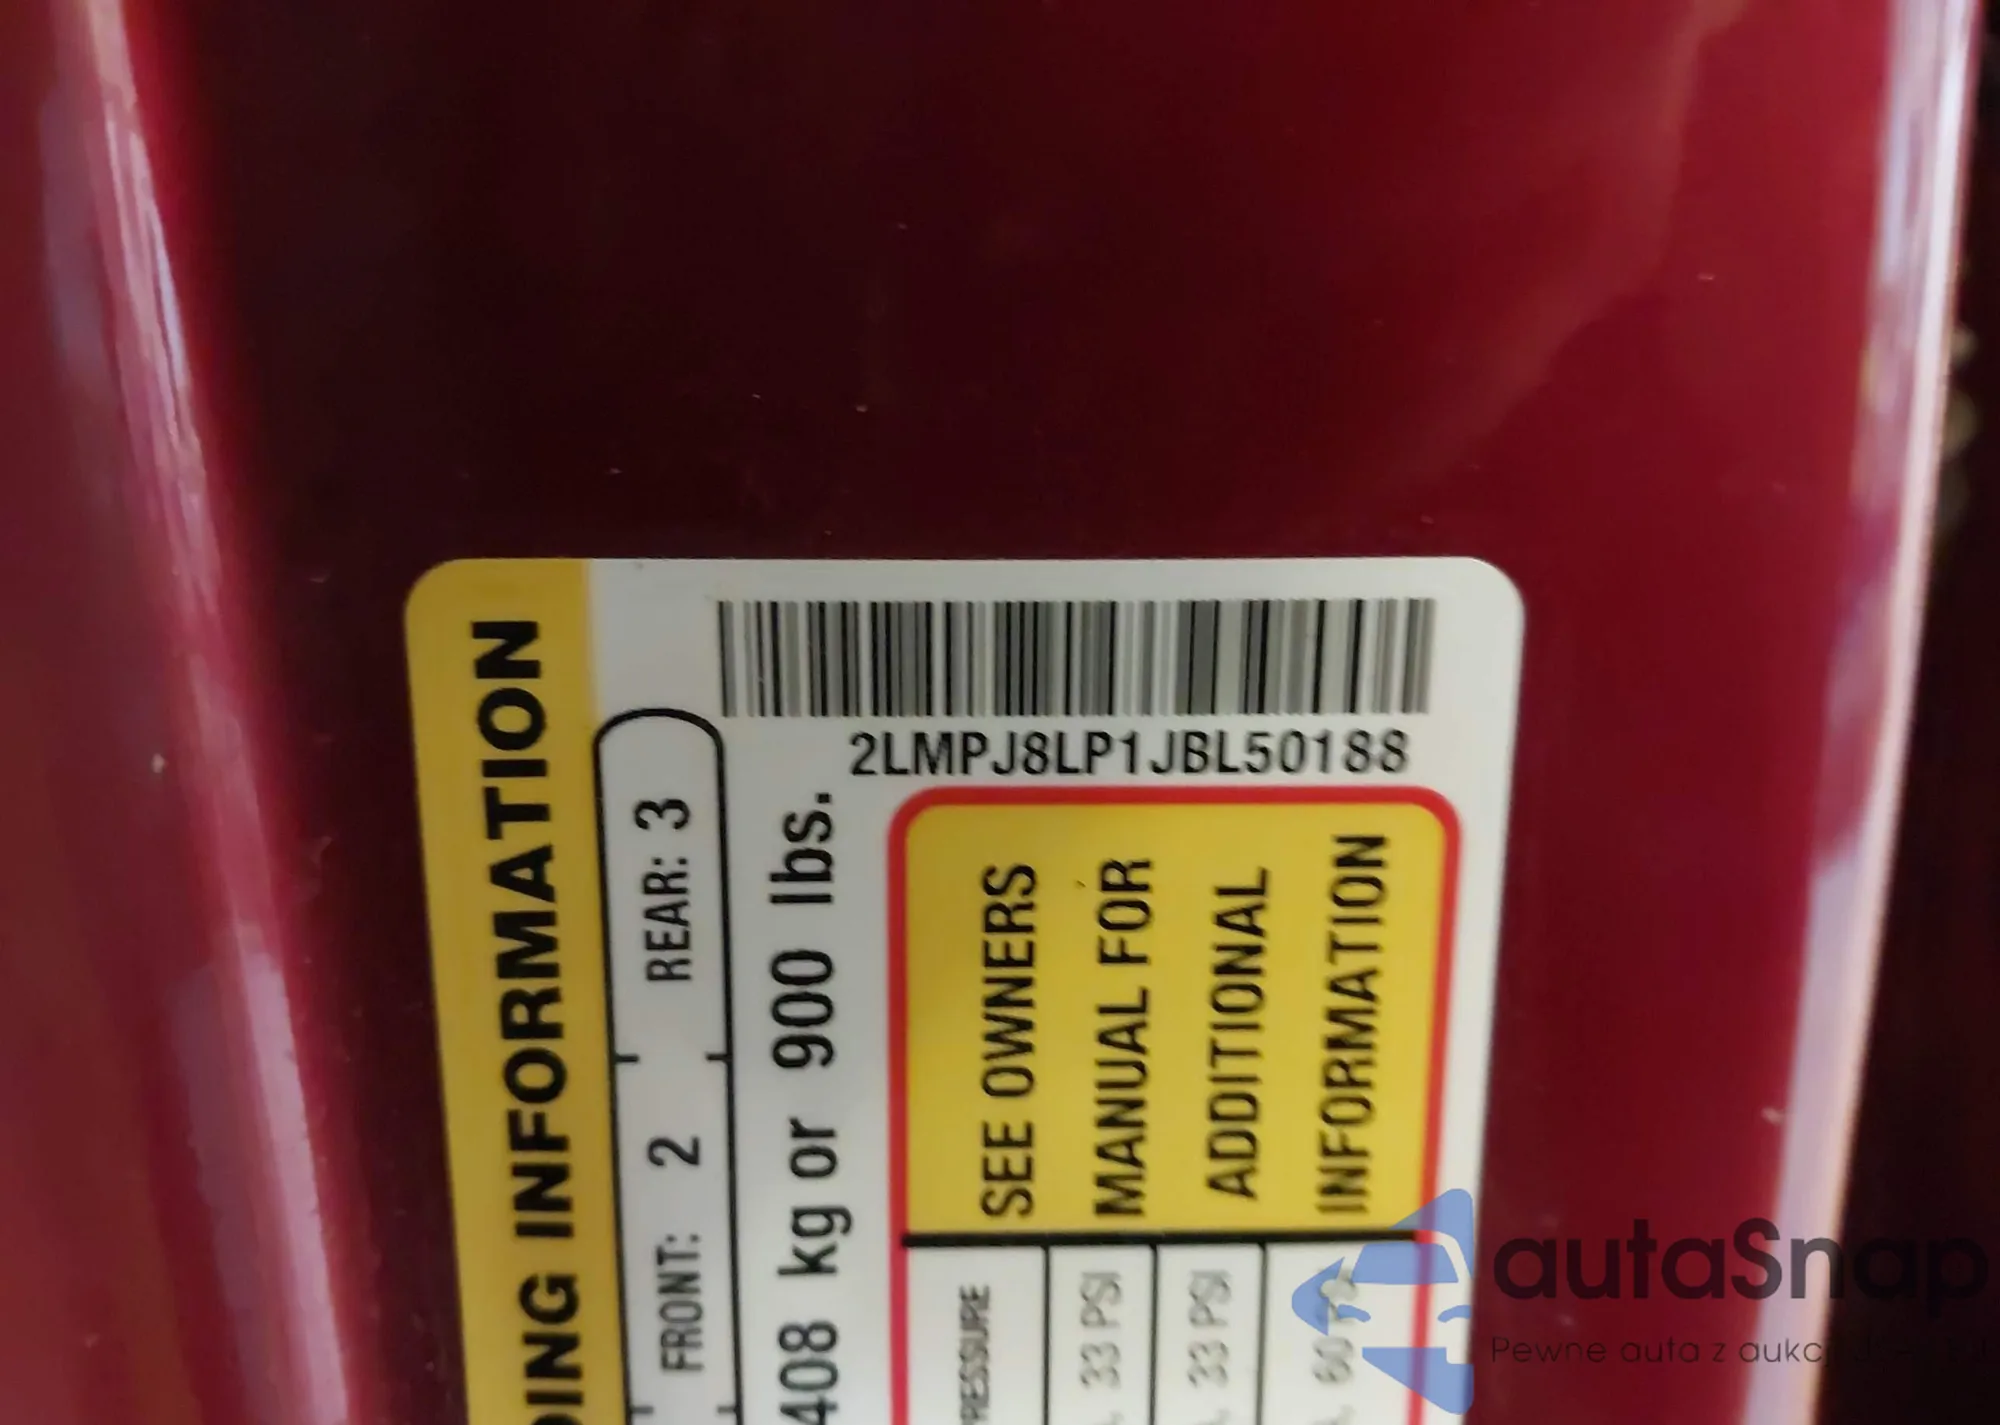 2LMPJ8LP1JBL50188
DING INFORMATION
FRONT: 2 REAR: 3
408 kg or 900 lbs.
SEE OWNERS
MANUAL FOR
ADDITIONAL
INFORMATION
PRESSURE
33 PSI
33 PSI
60
autaSnap
Pewne auta z